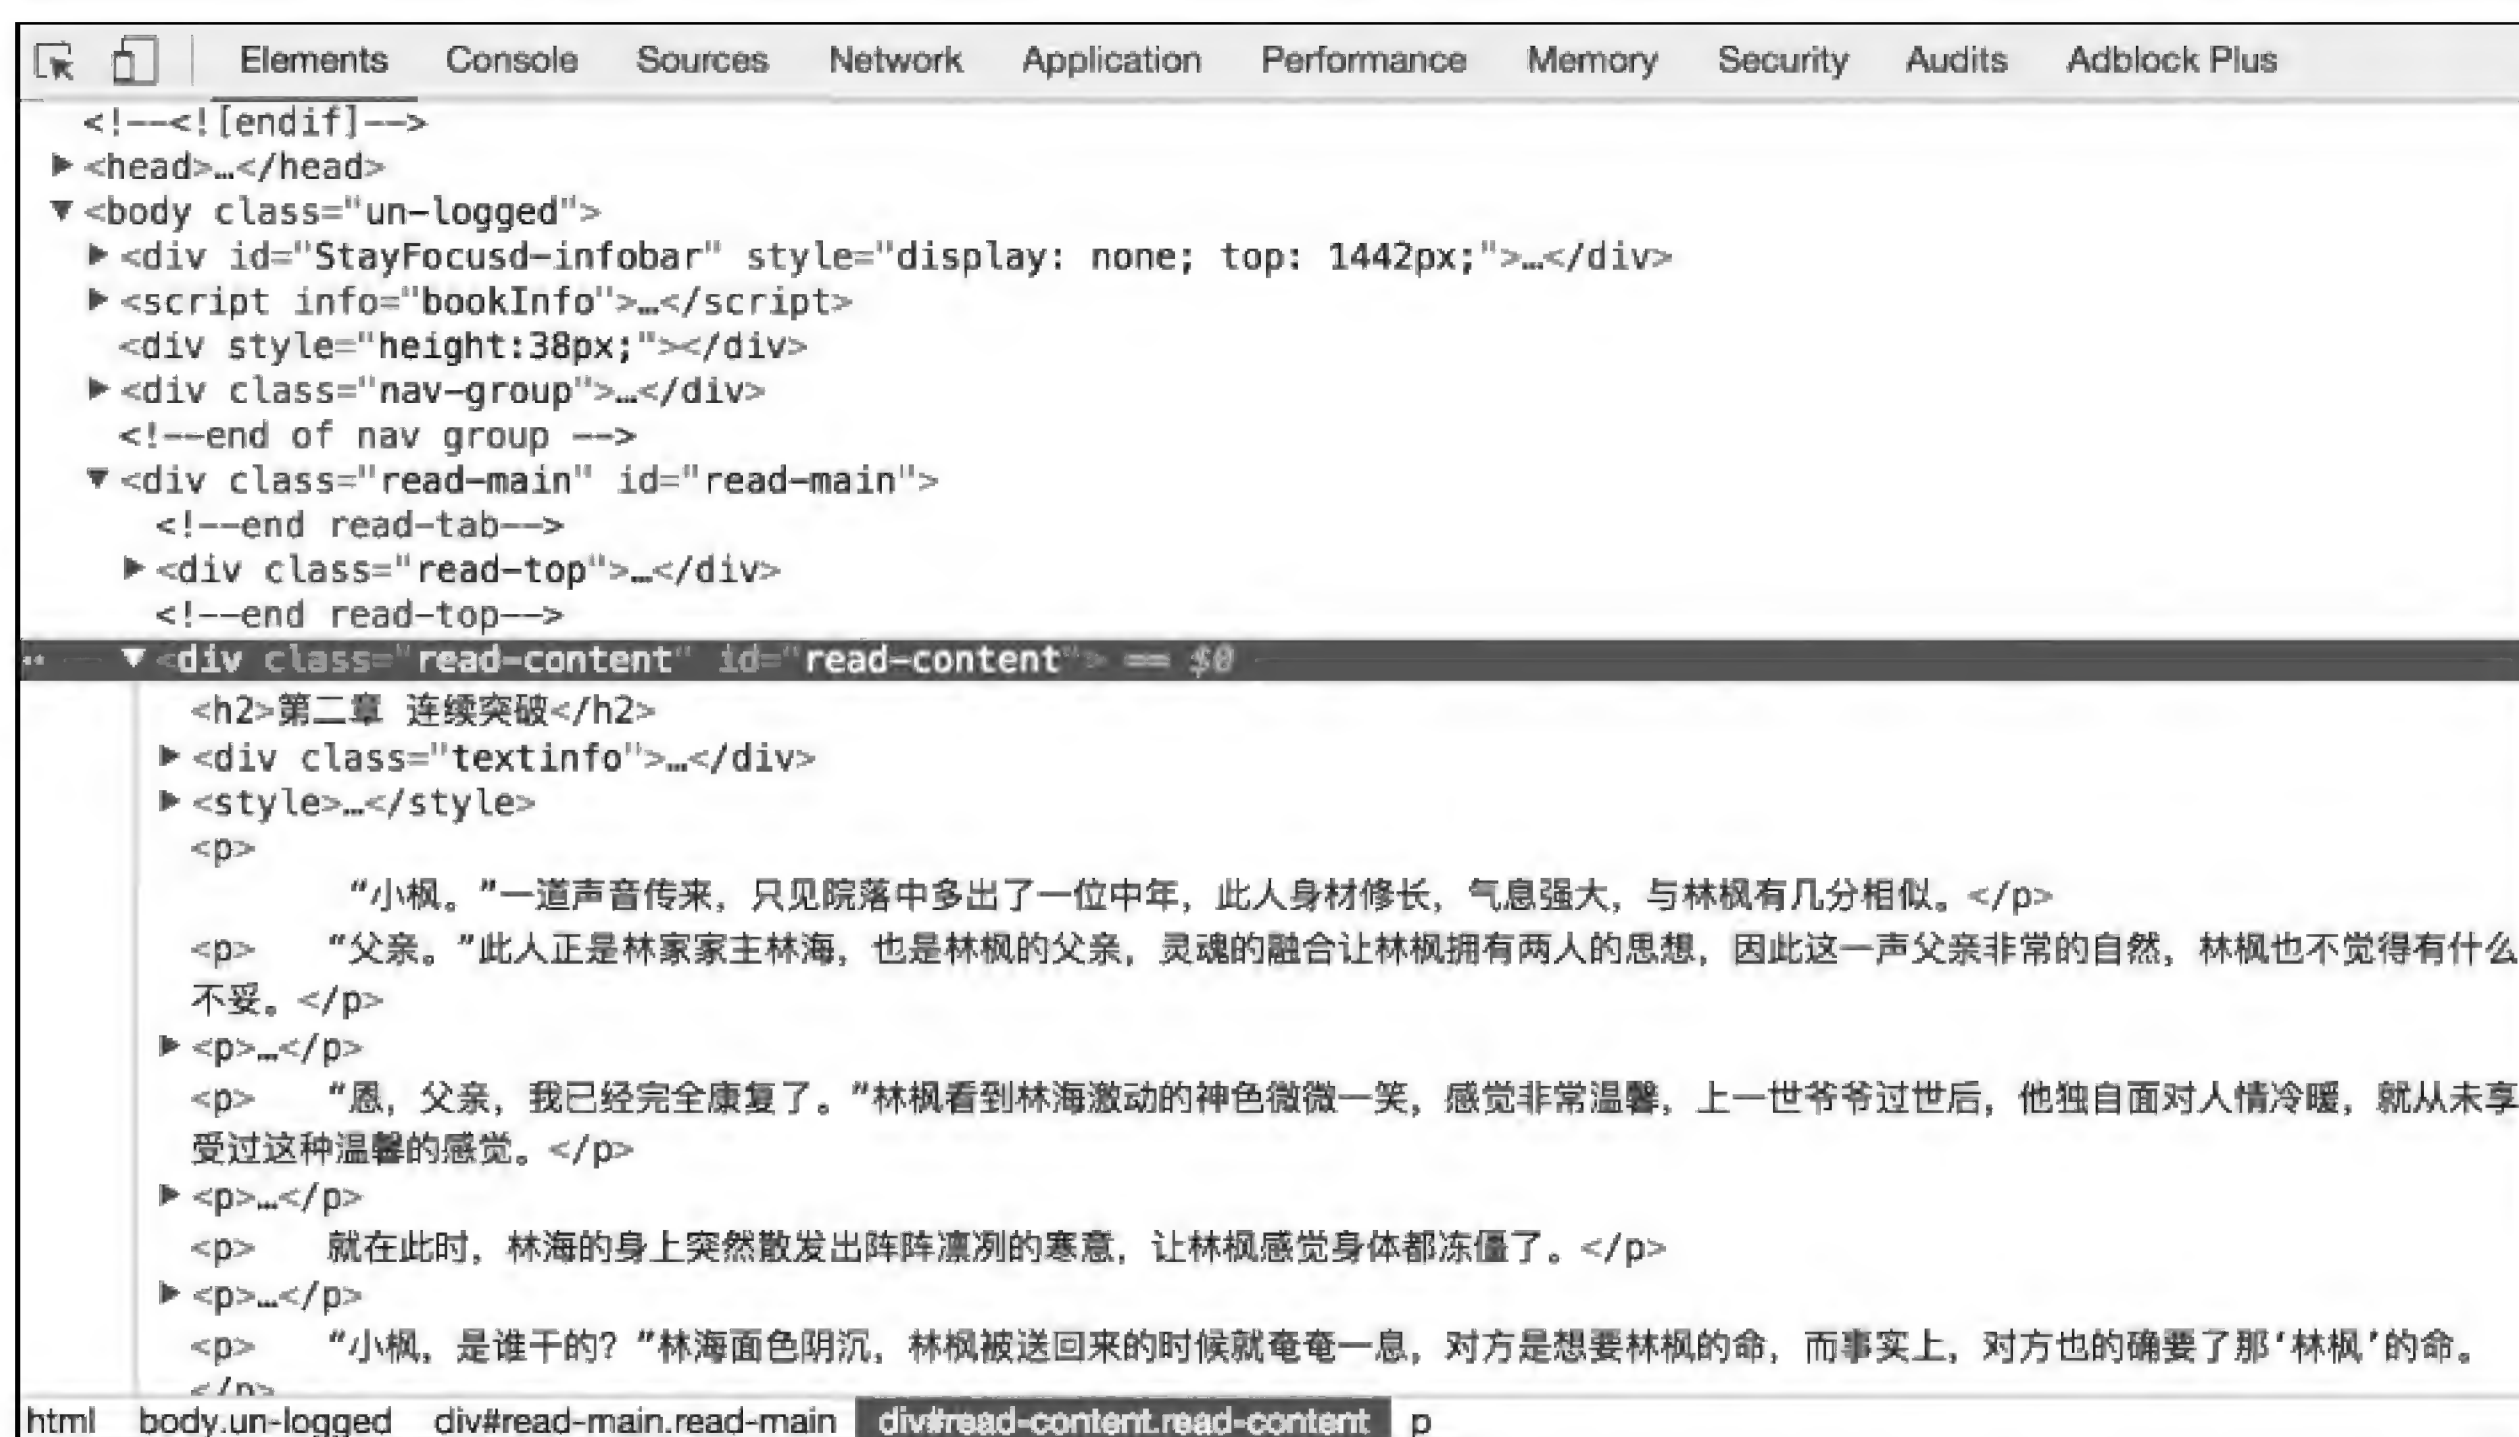 Elements Console Sources Network Application Performance Memory Security Audits Adblock Plus
<!--<![endif]-->
<head>…</head>
<body class="un-logged">
<div id="StayFocusd-infobar" style="display: none; top: 1442px;">…</div>
<script info="bookInfo">…</script>
<div style="height:38px;"></div>
<div class="nav-group">…</div>
<!--end of nav group -->
<div class="read-main" id="read-main">
<!--end read-tab-->
<div class="read-top">…</div>
<!--end read-top-->
<div class="read-content" id="read-content"> == $0
<h2>第二章 连续突破</h2>
<div class="textinfo">…</div>
<style>…</style>
<p>
“小枫。”一道声音传来，只见院落中多出了一位中年，此人身材修长，气息强大，与林枫有几分相似。</p>
<p> “父亲。”此人正是林家家主林海，也是林枫的父亲，灵魂的融合让林枫拥有两人的思想，因此这一声父亲非常的自然，林枫也不觉得有什么
不妥。</p>
<p>…</p>
<p> “恩，父亲，我已经完全康复了。”林枫看到林海激动的神色微微一笑，感觉非常温馨，上一世爷爷过世后，他独自面对人情冷暖，就从未享
受过这种温馨的感觉。</p>
<p>…</p>
<p> 就在此时，林海的身上突然散发出阵阵凛冽的寒意，让林枫感觉身体都冻僵了。</p>
<p>…</p>
<p> “小枫，是谁干的？”林海面色阴沉，林枫被送回来的时候就奄奄一息，对方是想要林枫的命，而事实上，对方也的确要了那‘林枫’的命。
</p>
html body.un-logged div#read-main.read-main div#read-content.read-content p